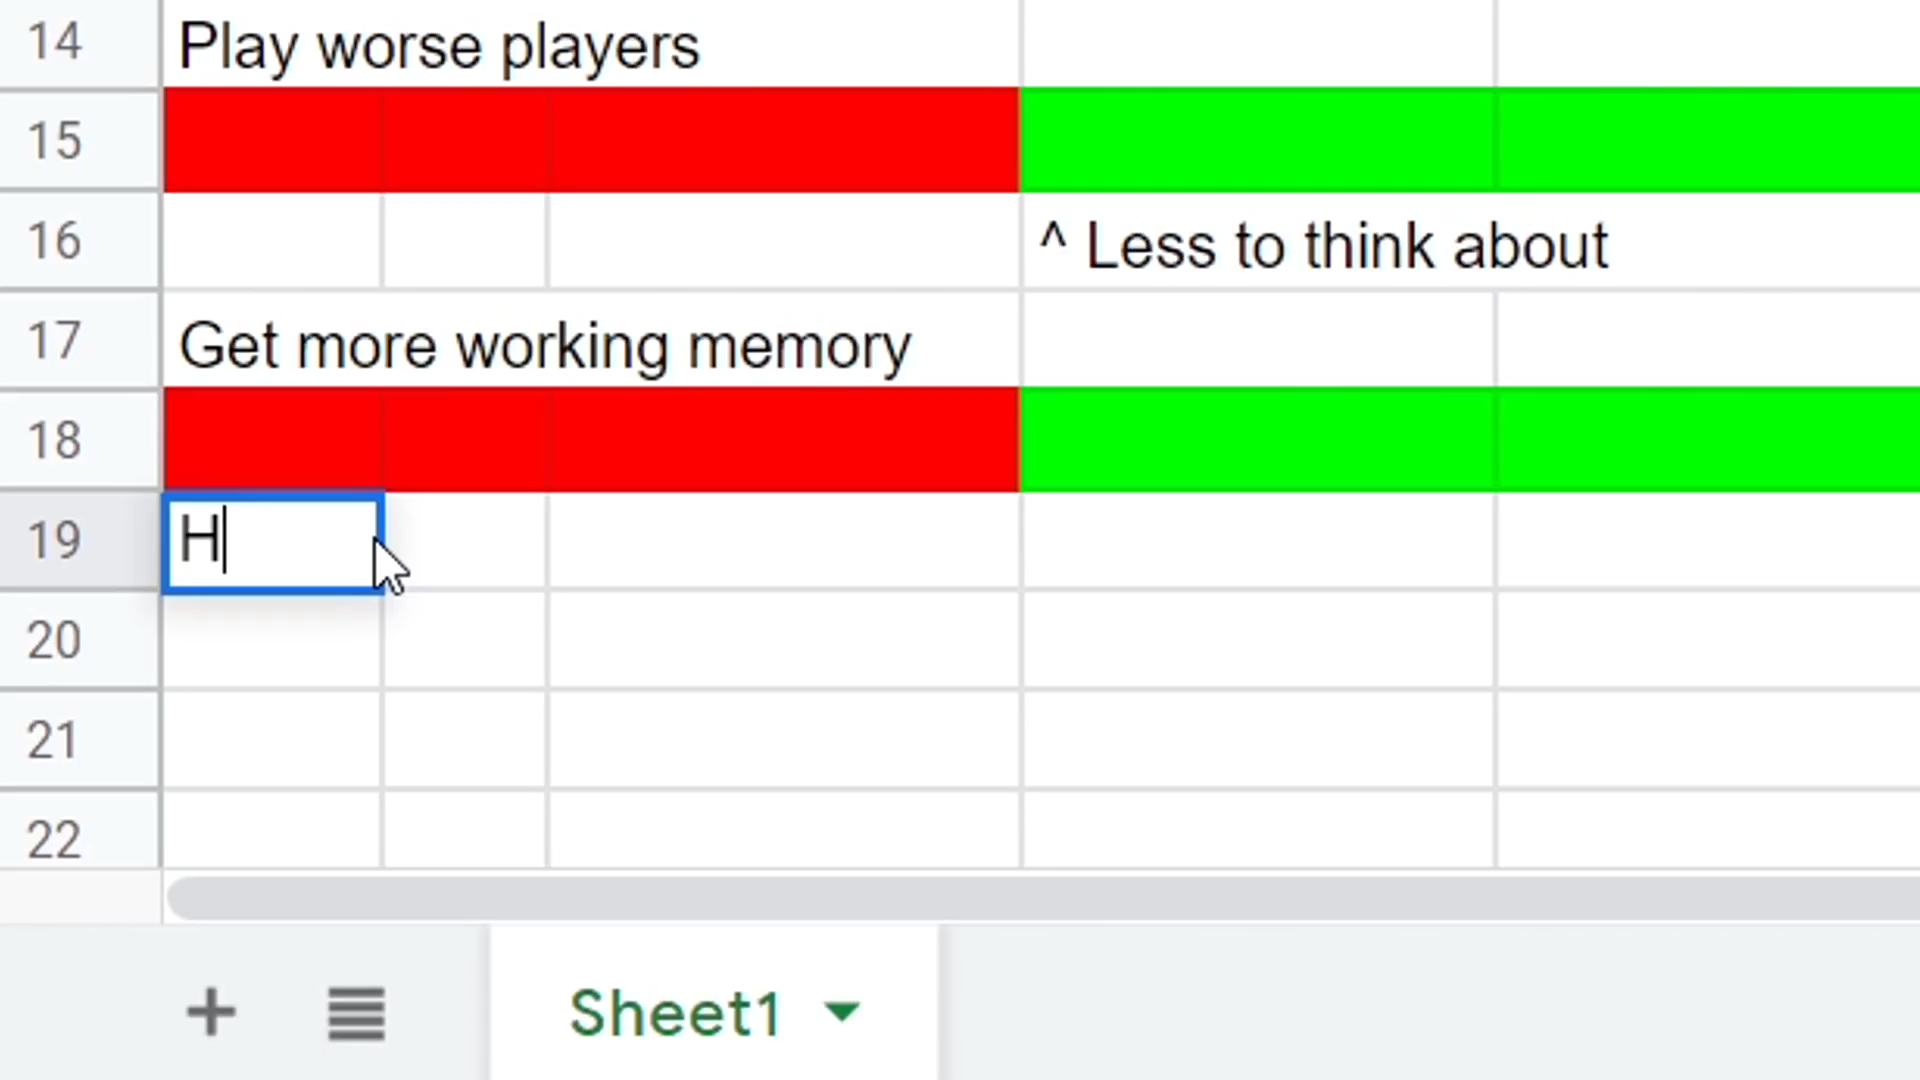 14 Play worse players
15
16 ^ Less to think about
17 Get more working memory
18
19 H
20
21
22
Sheet1